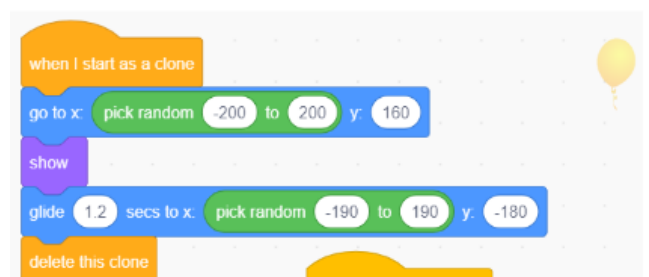 when I start as a clone
go to x: pick random -200 to 200 y: 160
show
glide 1.2 secs to x: pick random -190 to 190 y: -180
delete this clone